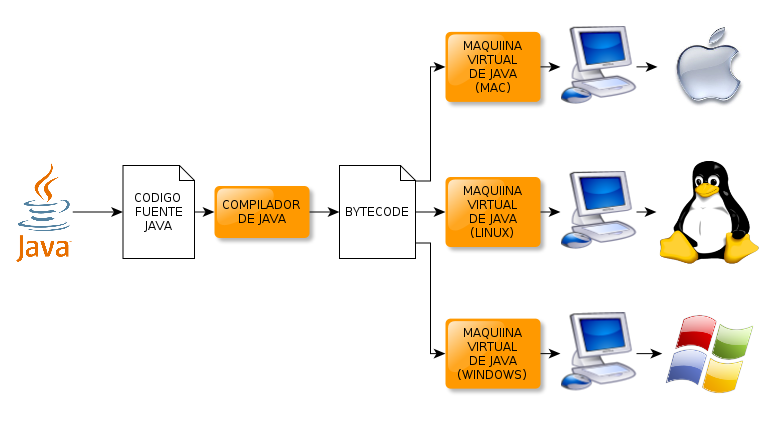 Java
CODIGO
FUENTE
JAVA
COMPILADOR
DE JAVA
BYTECODE
MAQUIINA
VIRTUAL
DE JAVA
(MAC)
MAQUIINA
VIRTUAL
DE JAVA
(LINUX)
MAQUIINA
VIRTUAL
DE JAVA
(WINDOWS)